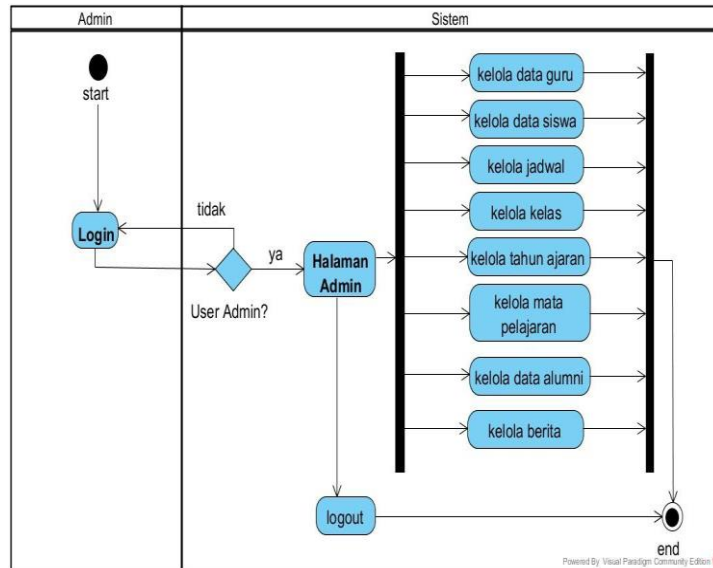 Admin
Sistem
start
Login
tidak
ya
User Admin?
Halaman
Admin
kelola data guru
kelola data siswa
kelola jadwal
kelola kelas
kelola tahun ajaran
kelola mata
pelajaran
kelola data alumni
kelola berita
logout
end
Powered By Visual Paradigm Community Edition